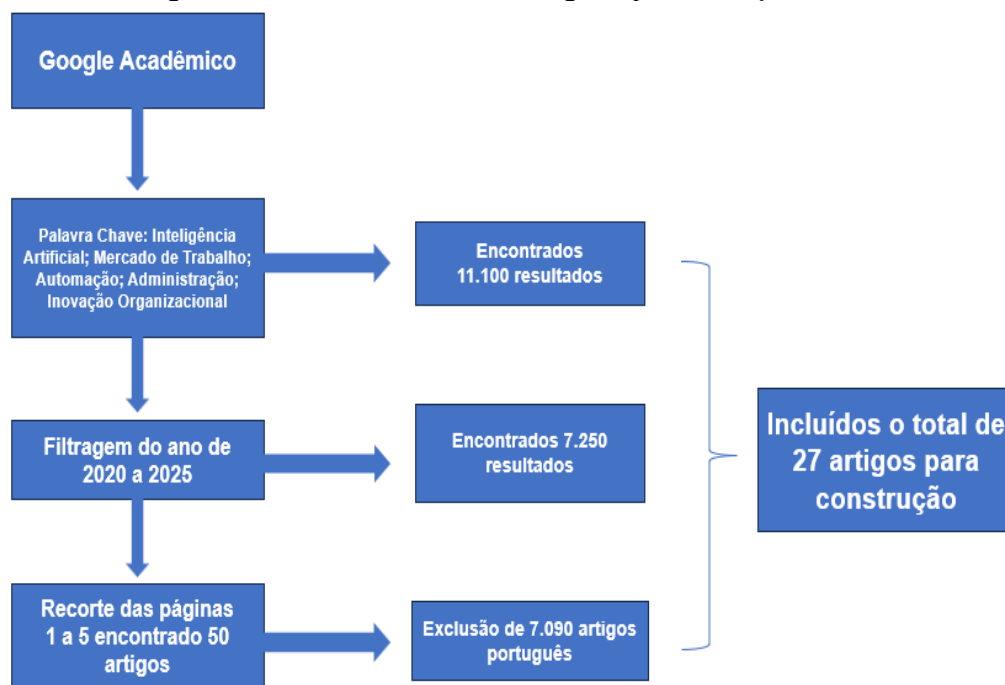 Google Acadêmico
Palavra Chave: Inteligência
Artificial; Mercado de Trabalho;
Automação; Administração;
Inovação Organizacional
Encontrados
11.100 resultados
Filtragem do ano de
2020 a 2025
Encontrados 7.250
resultados
Recorte das páginas
1 a 5 encontrado 50
artigos
Exclusão de 7.090 artigos
português
Incluídos o total de
27 artigos para
construção